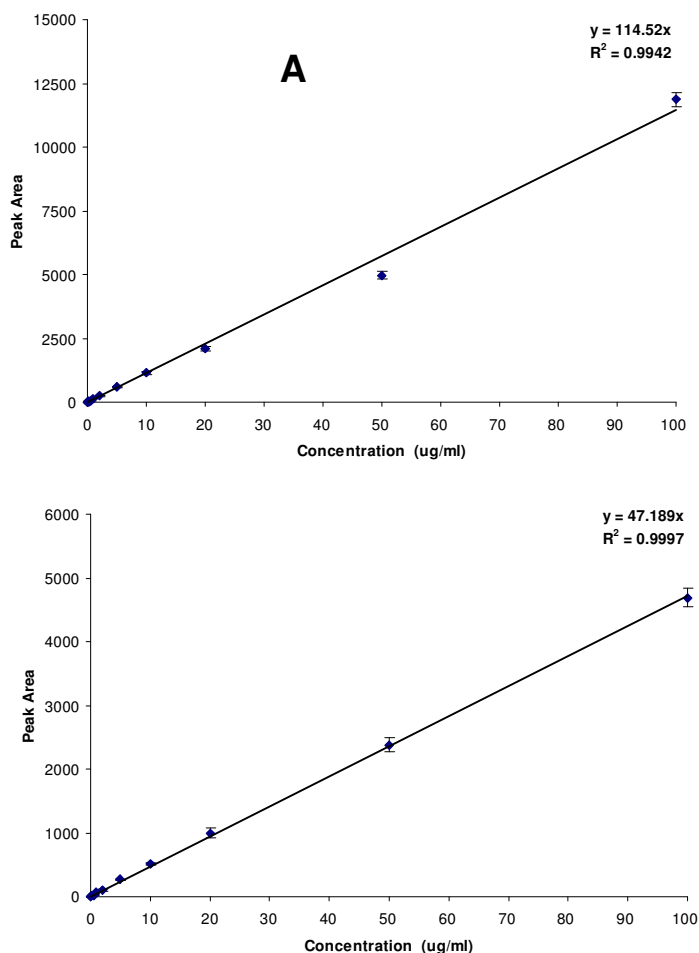 15000
y = 114.52x
R² = 0.9942
A
12500
10000
Peak Area
7500
5000
2500
0
0 10 20 30 40 50 60 70 80 90 100
Concentration (ug/ml)
6000
y = 47.189x
R² = 0.9997
5000
4000
Peak Area
3000
2000
1000
0
0 10 20 30 40 50 60 70 80 90 100
Concentration (ug/ml)